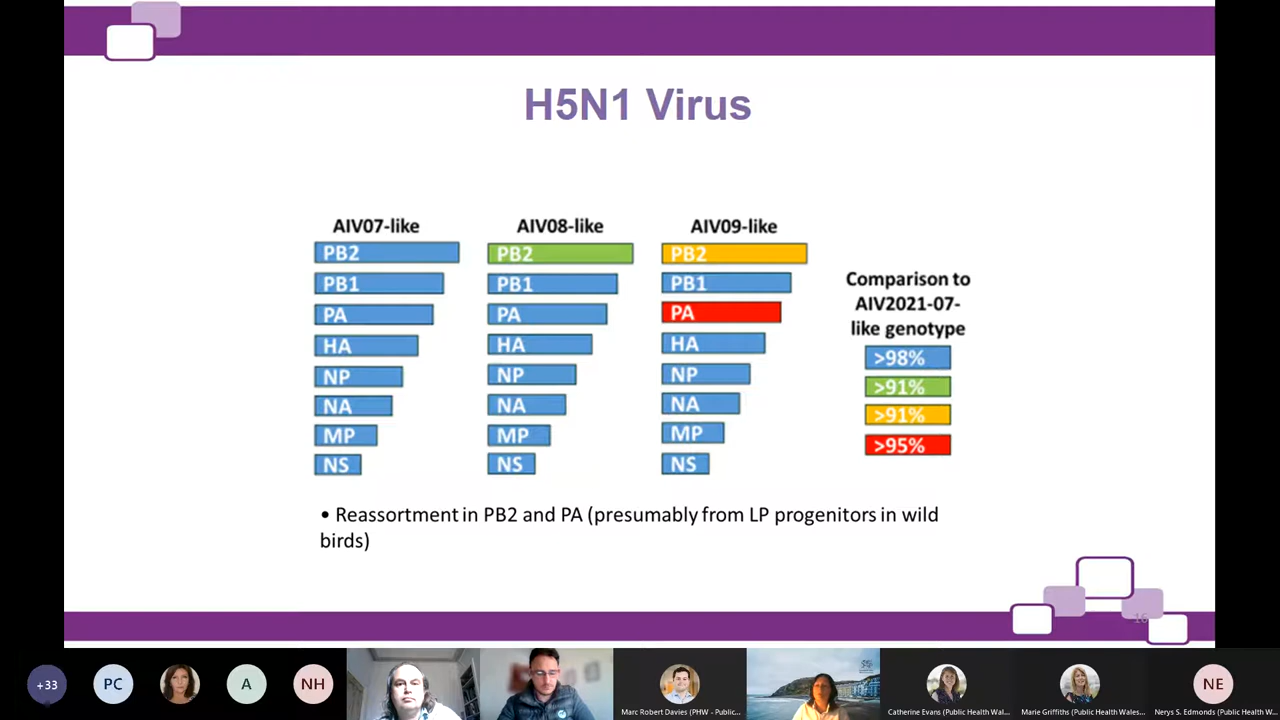 H5N1 Virus
AIV07-like
PB2
PB1
PA
HA
NP
NA
MP
NS
AIV08-like
PB2
PB1
PA
HA
NP
NA
MP
NS
AIV09-like
PB2
PB1
PA
HA
NP
NA
MP
NS
Comparison to
AIV2021-07-
like genotype
>98%
>91%
>91%
>95%
• Reassortment in PB2 and PA (presumably from LP progenitors in wild
birds)
16
+33
PC
A
NH
Marc Robert Davies (PHW - Public...
Catherine Evans (Public Health Wal...
Marie Griffiths (Public Health Wales...
NE
Nerys S. Edmonds (Public Health W...